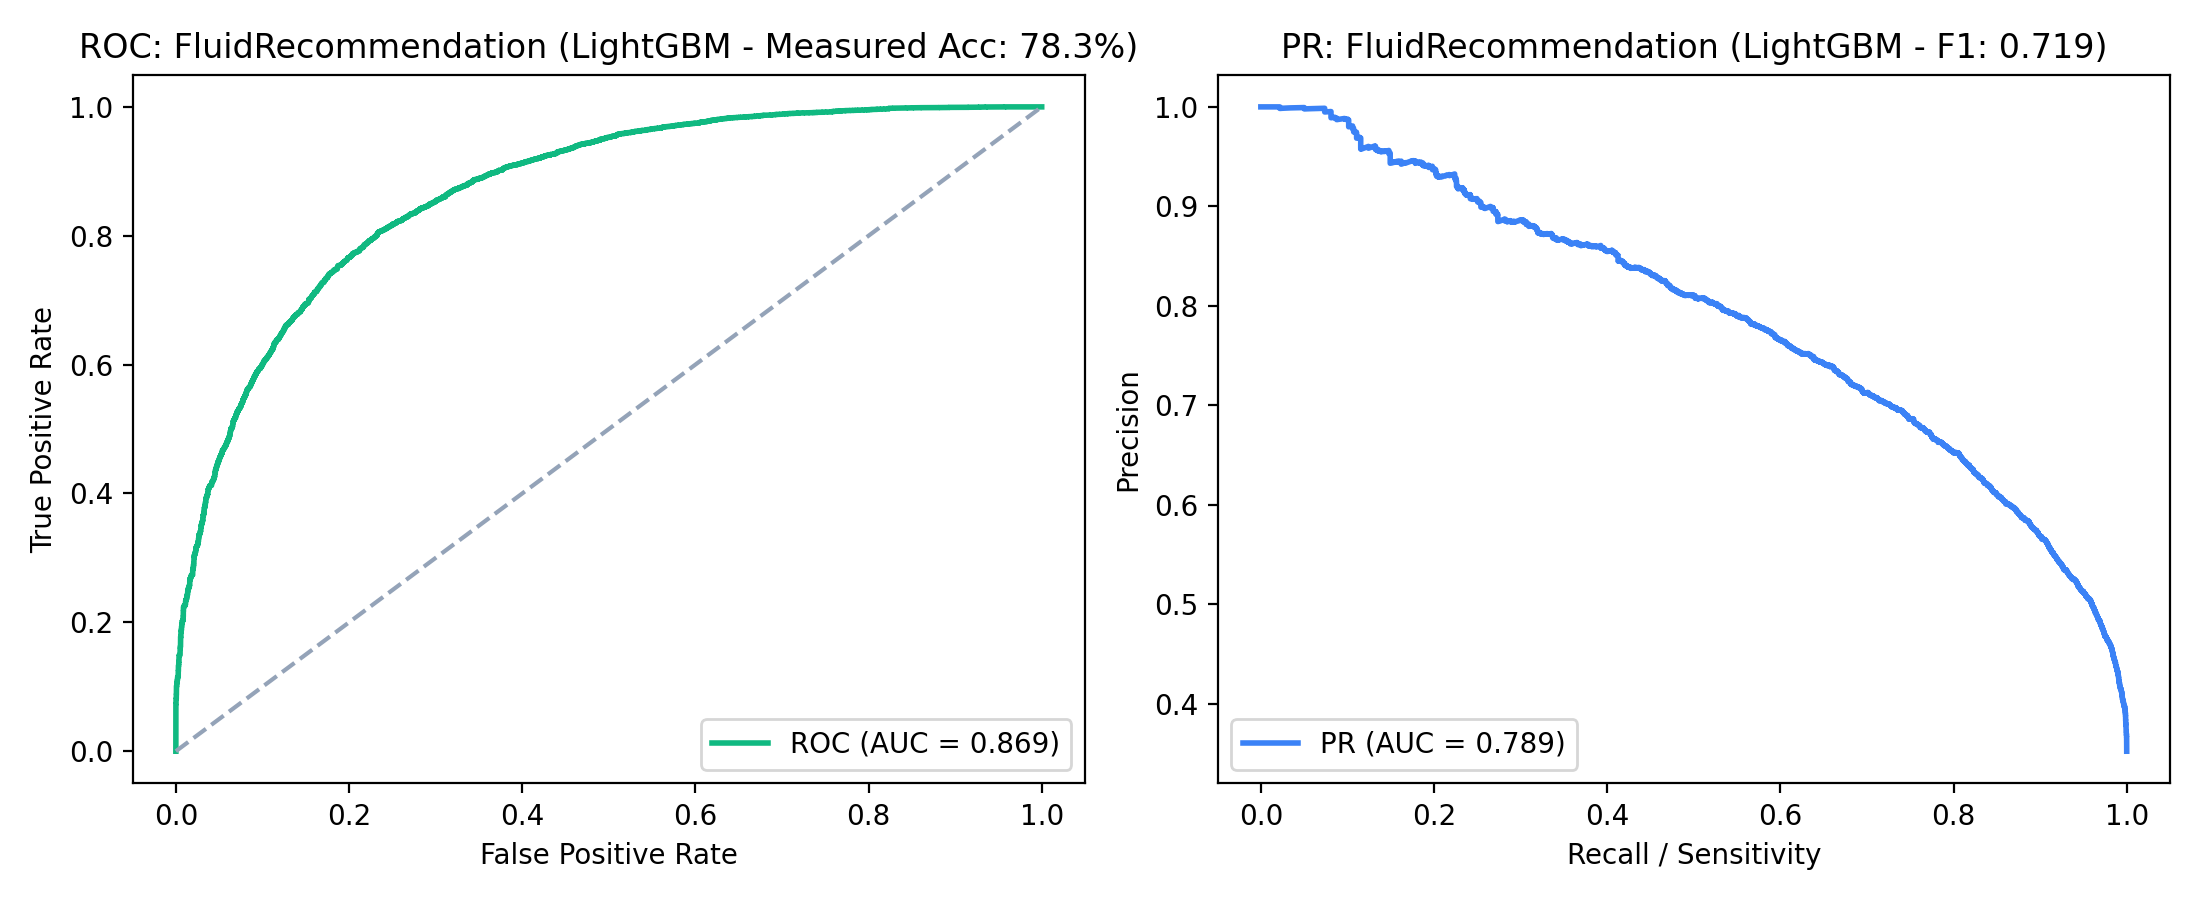 ROC: FluidRecommendation (LightGBM - Measured Acc: 78.3%)
1.0
0.8
0.6
0.4
0.2
0.0
True Positive Rate
ROC (AUC = 0.869)
0.0 0.2 0.4 0.6 0.8 1.0
False Positive Rate
PR: FluidRecommendation (LightGBM - F1: 0.719)
1.0
0.9
0.8
0.7
0.6
0.5
0.4
Precision
PR (AUC = 0.789)
0.0 0.2 0.4 0.6 0.8 1.0
Recall / Sensitivity